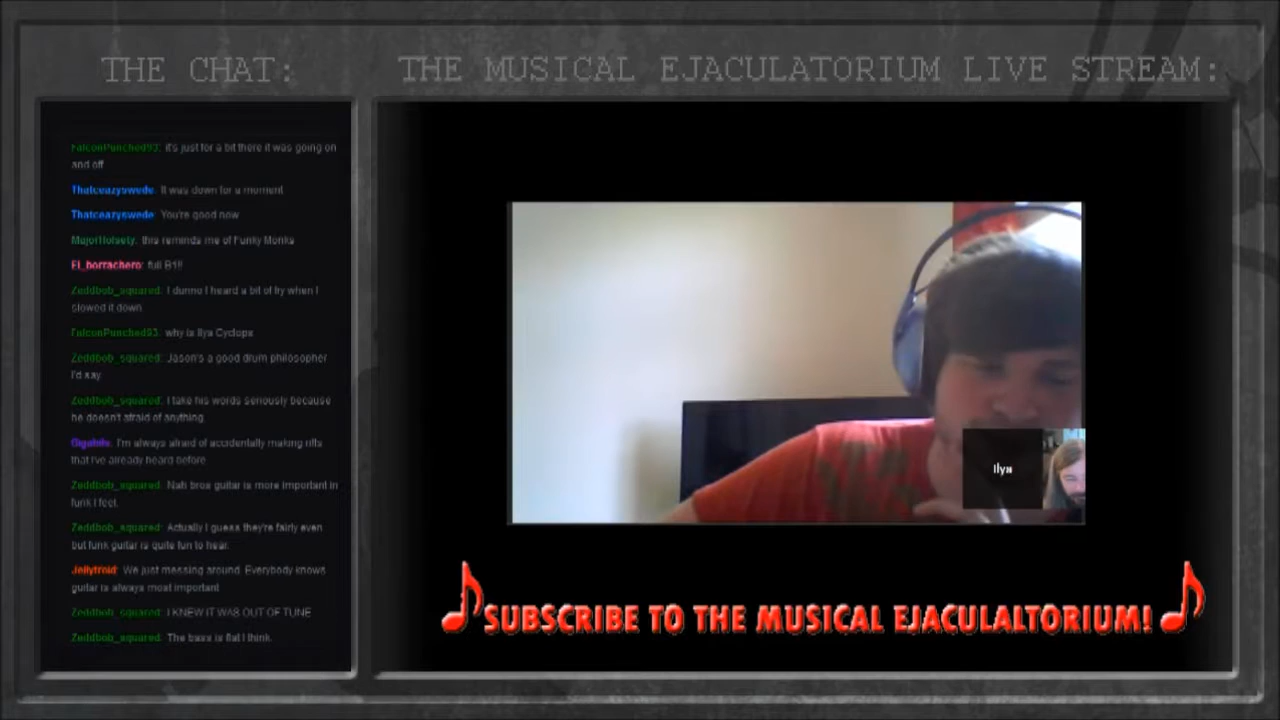 THE CHAT:
THE MUSICAL EJACULATORIUM LIVE STREAM:
FalconPunched93: it's just for a bit there it was going on
and off
Thatceazyswede: It was down for a moment
Thatceazyswede: You're good now
MajorHolsety: this reminds me of Funky Monks
El_borrachero: full B1!!
Zeddbob_squared: I dunno I heard a bit of fry when I
slowed it down.
FalconPunched93: why is Ilya Cyclops
Zeddbob_squared: Jason's a good drum philosopher
I'd say
Zeddbob_squared: I take his words seriously because
he doesn't afraid of anything.
I'm always afraid of accidentally making riffs
that I've already heard before
Zeddbob_squared: Nah bros guitar is more important in
funk I feel.
Zeddbob_squared: Actually I guess they're fairly even
but funk guitar is quite fun to hear.
Jellytroid: We just messing around. Everybody knows
guitar is always most important
Zeddbob_squared: I KNEW IT WAS OUT OF TUNE
Zeddbob_squared: The bass is flat I think.
Ilya
SUBSCRIBE TO THE MUSICAL EJACULALTORIUM!